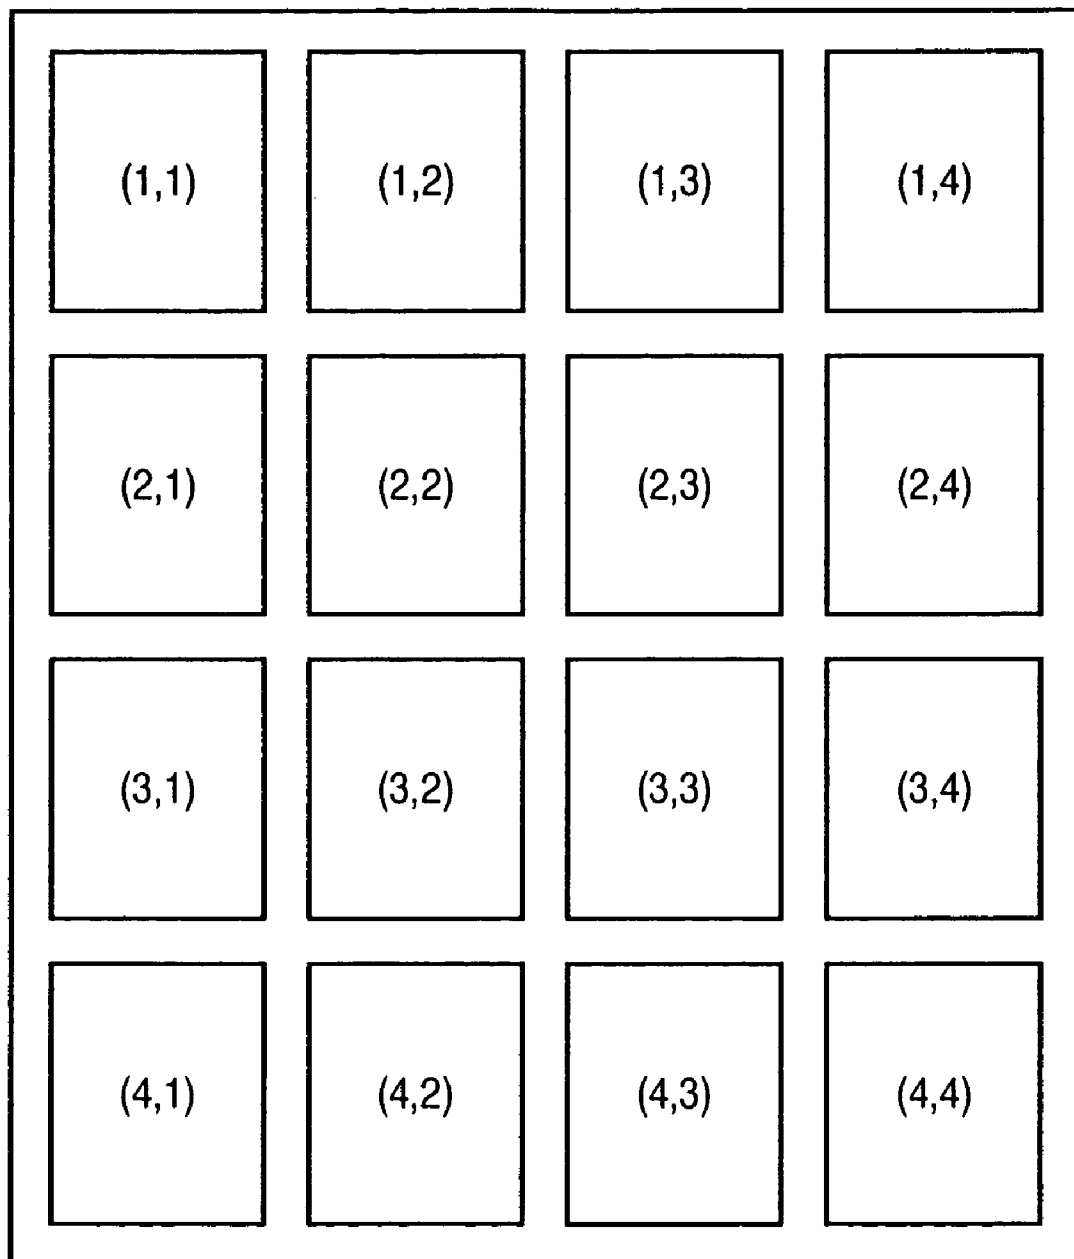 (1,1) (1,2) (1,3) (1,4)
(2,1) (2,2) (2,3) (2,4)
(3,1) (3,2) (3,3) (3,4)
(4,1) (4,2) (4,3) (4,4)